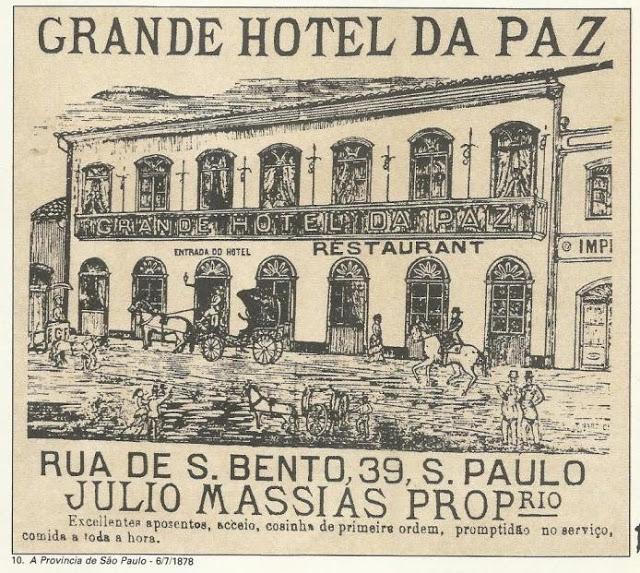 GRANDE HOTEL DA PAZ
GRANDE HOTEL DA PAZ
ENTRADA DO HOTEL
RESTAURANT
IMP
RUA DE S. BENTO, 39, S. PAULO
JULIO MASSIAS PROPRIO
Excellentes aposentos, acceio, cosinha de primeira ordem, promptidão no serviço,
comida a toda a hora.
10. A Provincia de São Paulo - 6/7/1878